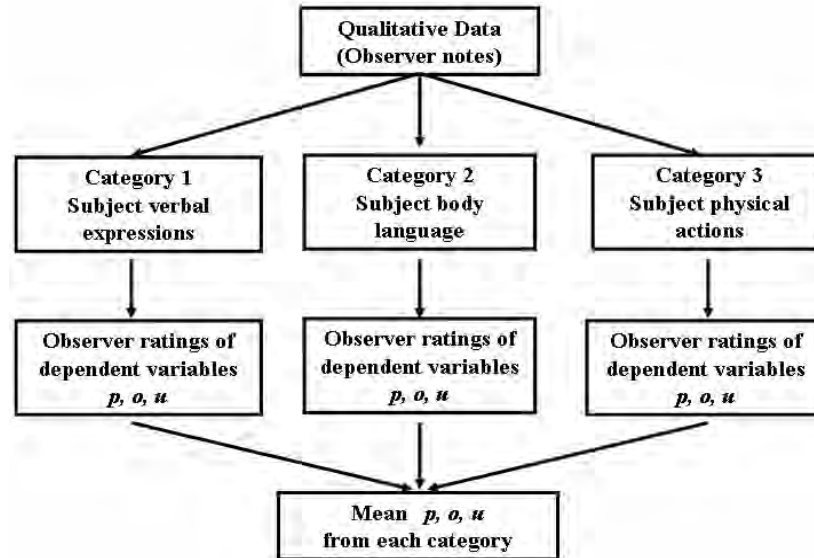 Qualitative Data
(Observer notes)
Category 1
Subject verbal
expressions
Category 2
Subject body
language
Category 3
Subject physical
actions
Observer ratings of
dependent variables
p, o, u
Observer ratings of
dependent variables
p, o, u
Observer ratings of
dependent variables
p, o, u
Mean p, o, u
from each category